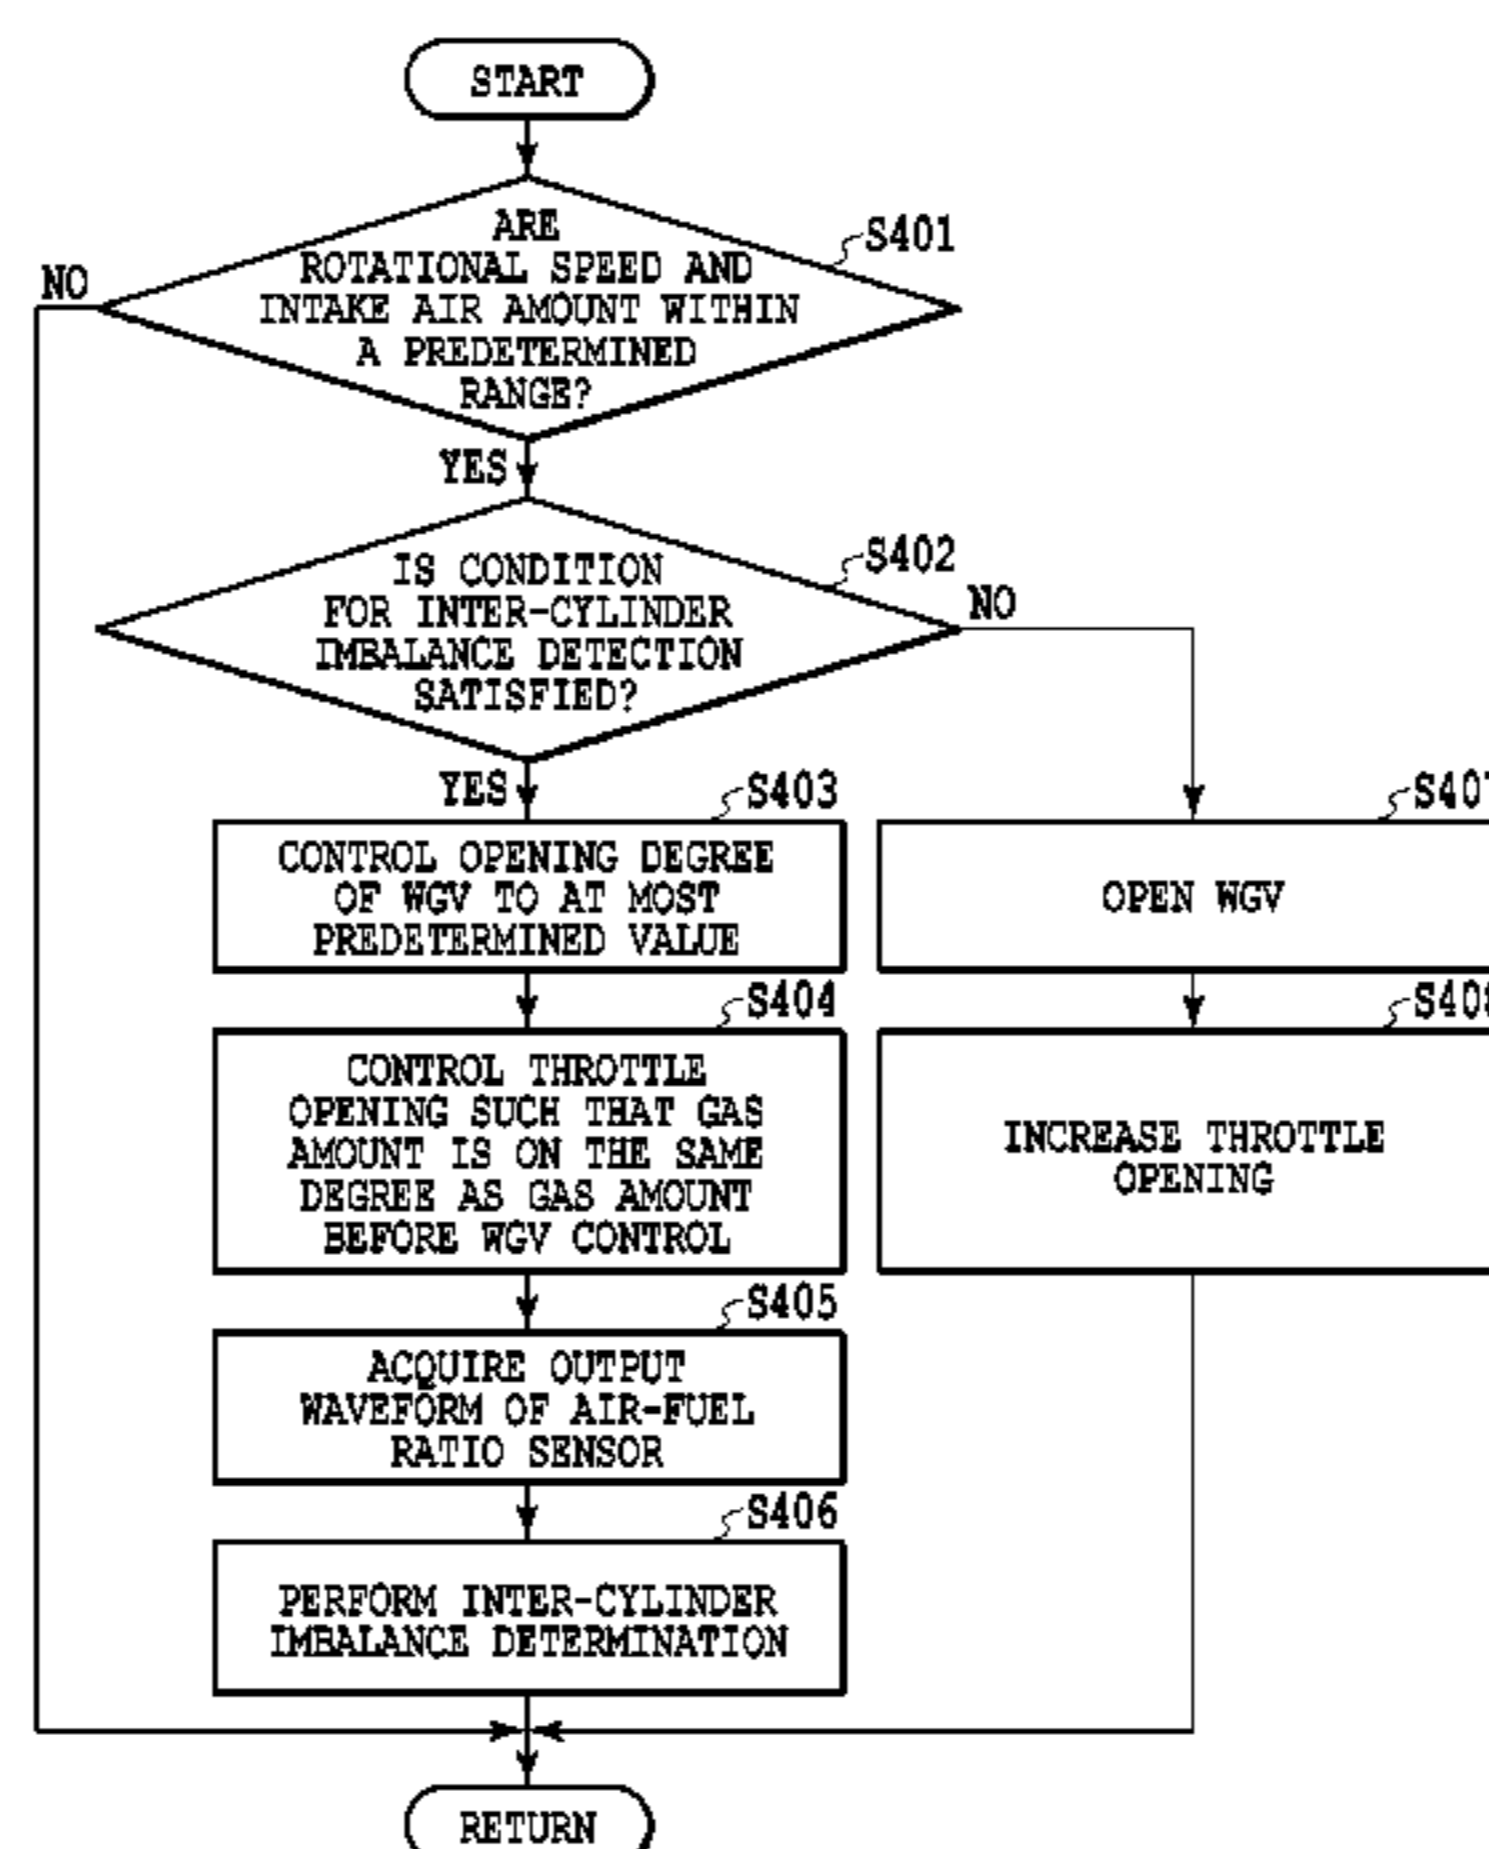 START
ARE
ROTATIONAL SPEED AND
INTAKE AIR AMOUNT WITHIN
A PREDETERMINED
RANGE?
S401
NO
YES
IS CONDITION
FOR INTER-CYLINDER
IMBALANCE DETECTION
SATISFIED?
S402
NO
YES
S403
CONTROL OPENING DEGREE
OF WGV TO AT MOST
PREDETERMINED VALUE
S404
CONTROL THROTTLE
OPENING SUCH THAT GAS
AMOUNT IS ON THE SAME
DEGREE AS GAS AMOUNT
BEFORE WGV CONTROL
S405
ACQUIRE OUTPUT
WAVEFORM OF AIR-FUEL
RATIO SENSOR
S406
PERFORM INTER-CYLINDER
IMBALANCE DETERMINATION
S407
OPEN WGV
S408
INCREASE THROTTLE
OPENING
RETURN